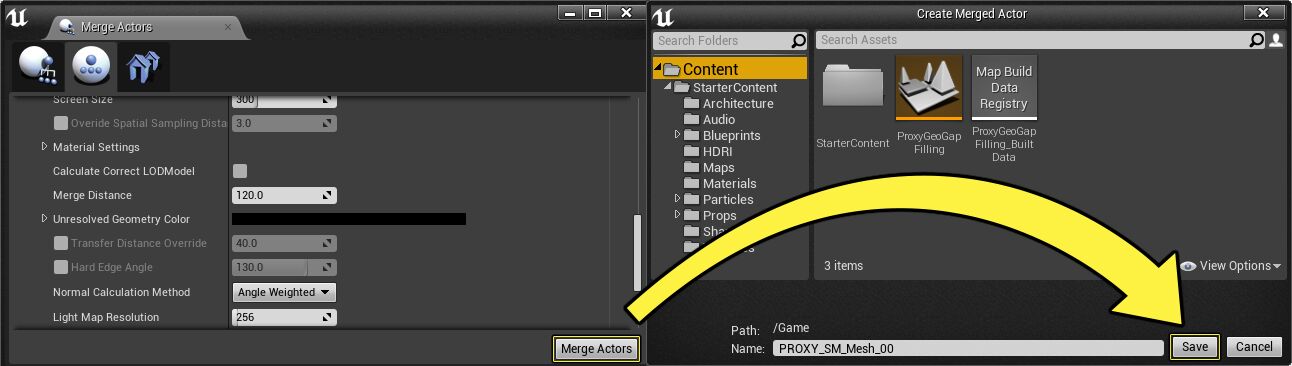 Merge Actors
Screen Size 300
Overide Spatial Sampling Dista 3.0
Material Settings
Calculate Correct LODModel
Merge Distance 120.0
Unresolved Geometry Color
Transfer Distance Override 40.0
Hard Edge Angle 130.0
Normal Calculation Method Angle Weighted
Light Map Resolution 256
Merge Actors
Create Merged Actor
Search Folders
Content
StarterContent
Architecture
Audio
Blueprints
HDRI
Maps
Materials
Particles
Props
Search Assets
StarterContent
ProxyGeoGap
Filling
Map Build
Data
Registry
ProxyGeoGap
Filling_Built
Data
3 items
View Options
Path: /Game
Name: PROXY_SM_Mesh_00
Save
Cancel